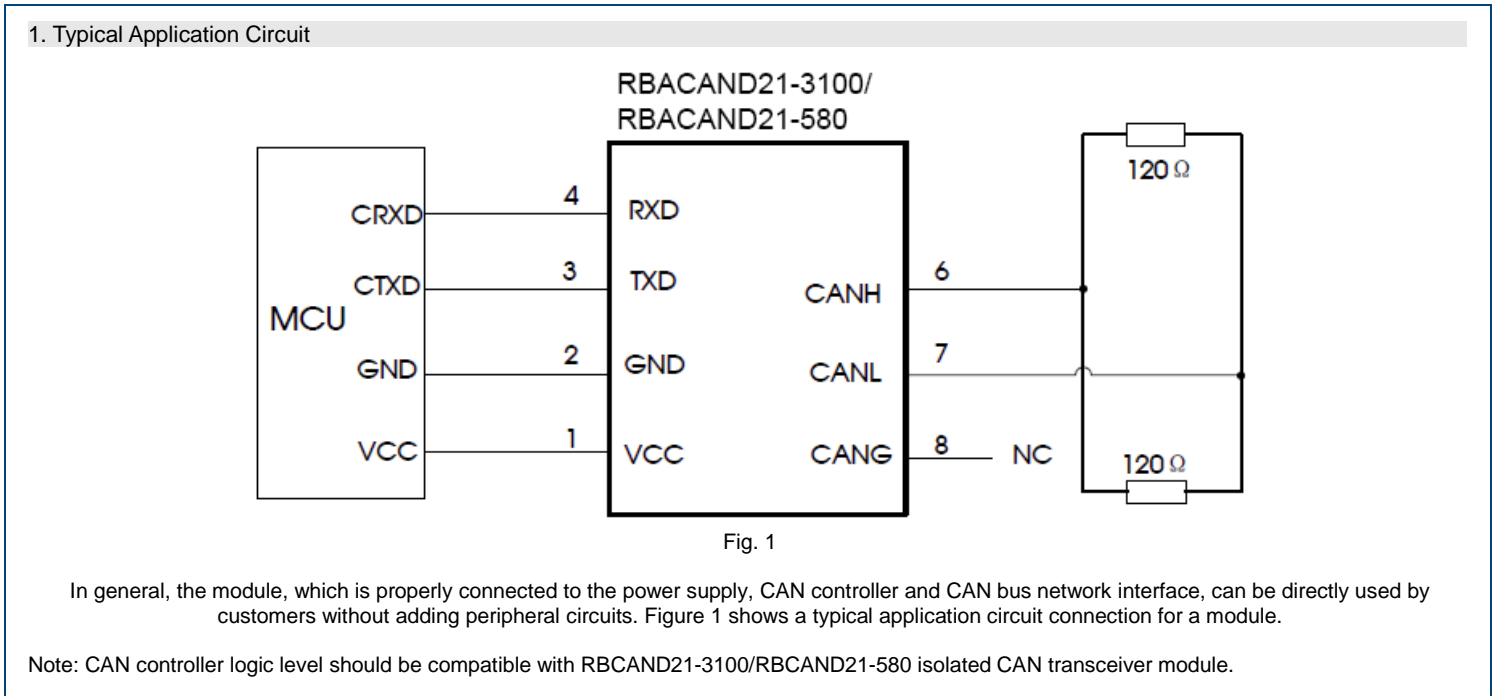 1. Typical Application Circuit
RBACAND21-3100/
RBACAND21-580
120Ω
CRXD
4
RXD
CTXD
3
TXD
CANH
6
MCU
GND
2
GND
CANL
7
VCC
1
VCC
CANG
8
NC
120Ω
Fig. 1
In general, the module, which is properly connected to the power supply, CAN controller and CAN bus network interface, can be directly used by
customers without adding peripheral circuits. Figure 1 shows a typical application circuit connection for a module.
Note: CAN controller logic level should be compatible with RBCAND21-3100/RBCAND21-580 isolated CAN transceiver module.